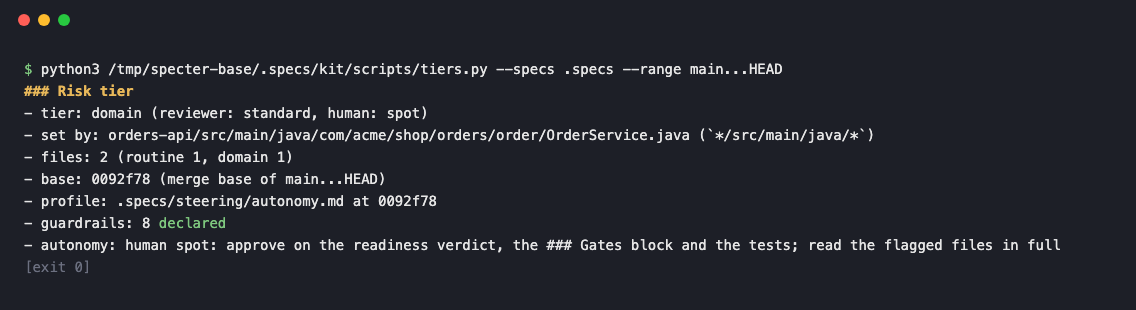 $ python3 /tmp/specter-base/.specs/kit/scripts/tiers.py --specs .specs --range main...HEAD
### Risk tier
- tier: domain (reviewer: standard, human: spot)
- set by: orders-api/src/main/java/com/acme/shop/orders/order/OrderService.java (`*/src/main/java/*`)
- files: 2 (routine 1, domain 1)
- base: 0092f78 (merge base of main...HEAD)
- profile: .specs/steering/autonomy.md at 0092f78
- guardrails: 8 declared
- autonomy: human spot: approve on the readiness verdict, the ### Gates block and the tests; read the flagged files in full
[exit 0]